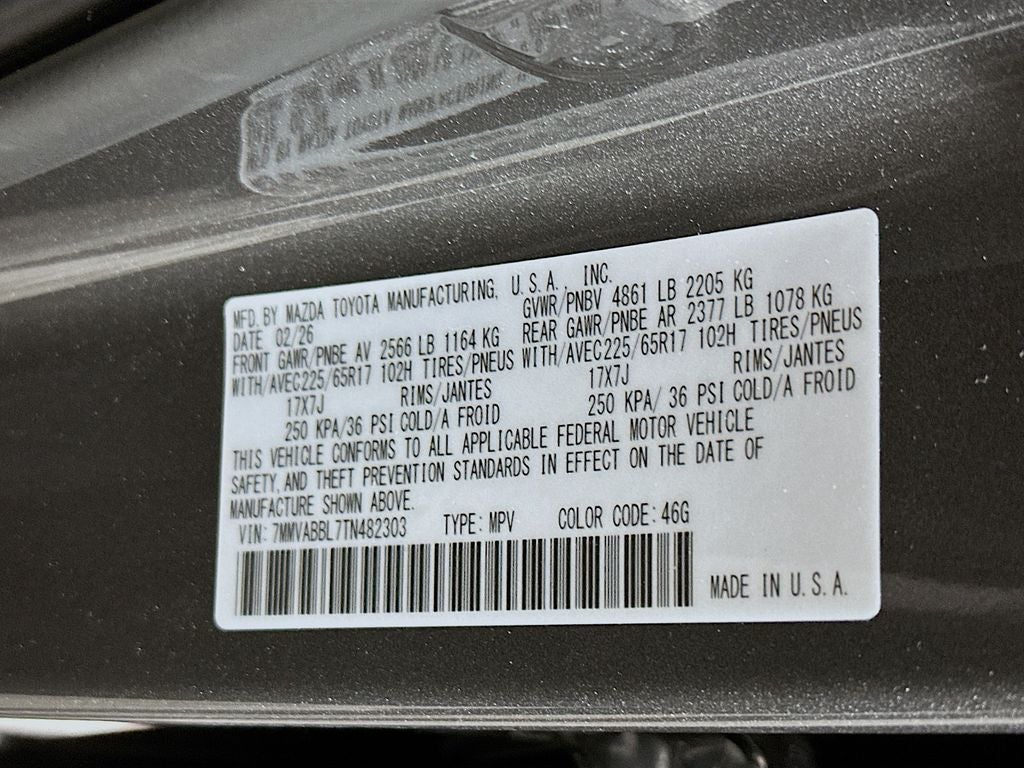 MFD. BY MAZDA TOYOTA MANUFACTURING, U.S.A., INC.
DATE 02/26 GVWR/PNBV 4861 LB 2205 KG
FRONT GAWR/PNBE AV 2566 LB 1164 KG REAR GAWR/PNBE AR 2377 LB 1078 KG
WITH/AVEC225/65R17 102H TIRES/PNEUS WITH/AVEC225/65R17 102H TIRES/PNEUS
17X7J RIMS/JANTES 17X7J RIMS/JANTES
250 KPA/36 PSI COLD/A FROID 250 KPA/ 36 PSI COLD/A FROID
THIS VEHICLE CONFORMS TO ALL APPLICABLE FEDERAL MOTOR VEHICLE
SAFETY, AND THEFT PREVENTION STANDARDS IN EFFECT ON THE DATE OF
MANUFACTURE SHOWN ABOVE.
VIN: 7MMVABBL7TN482303 TYPE: MPV COLOR CODE: 46G
MADE IN U.S.A.